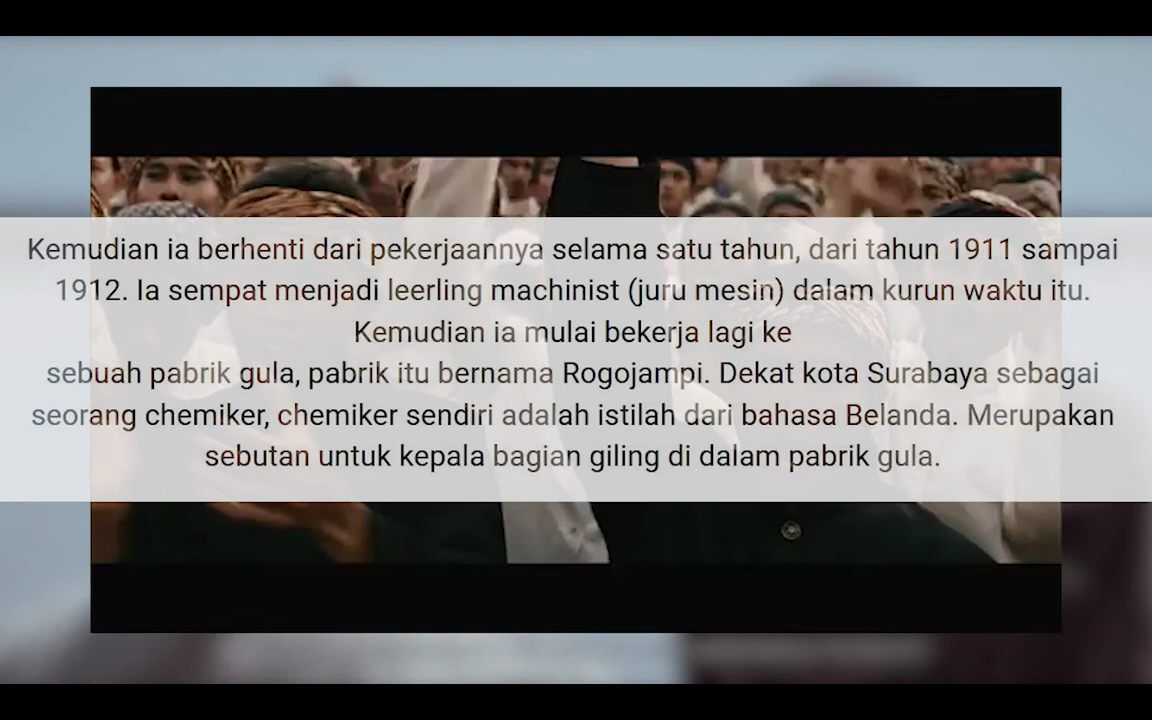 Kemudian ia berhenti dari pekerjaannya selama satu tahun, dari tahun 1911 sampai
1912. Ia sempat menjadi leerling machinist (juru mesin) dalam kurun waktu itu.
Kemudian ia mulai bekerja lagi ke
sebuah pabrik gula, pabrik itu bernama Rogojampi. Dekat kota Surabaya sebagai
seorang chemiker, chemiker sendiri adalah istilah dari bahasa Belanda. Merupakan
sebutan untuk kepala bagian giling di dalam pabrik gula.